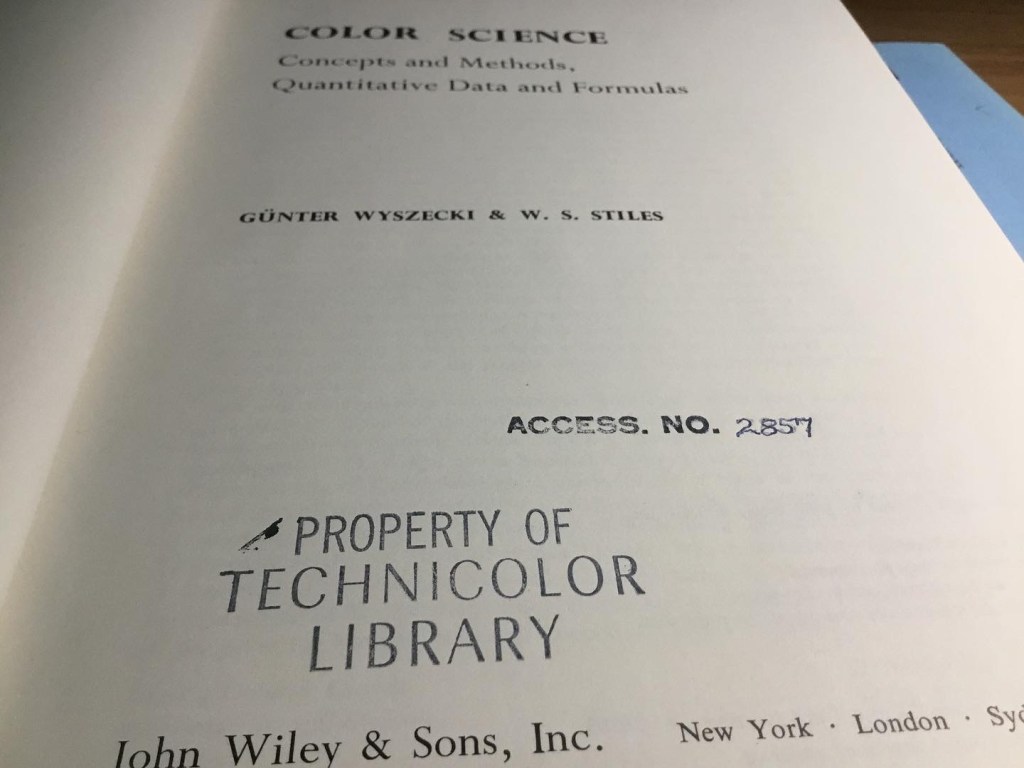 COLOR SCIENCE
Concepts and Methods,
Quantitative Data and Formulas
GÜNTER WYSZECKI & W. S. STILES
ACCESS. NO. 2857
PROPERTY OF
TECHNICOLOR
LIBRARY
John Wiley & Sons, Inc. New York · London · Syd